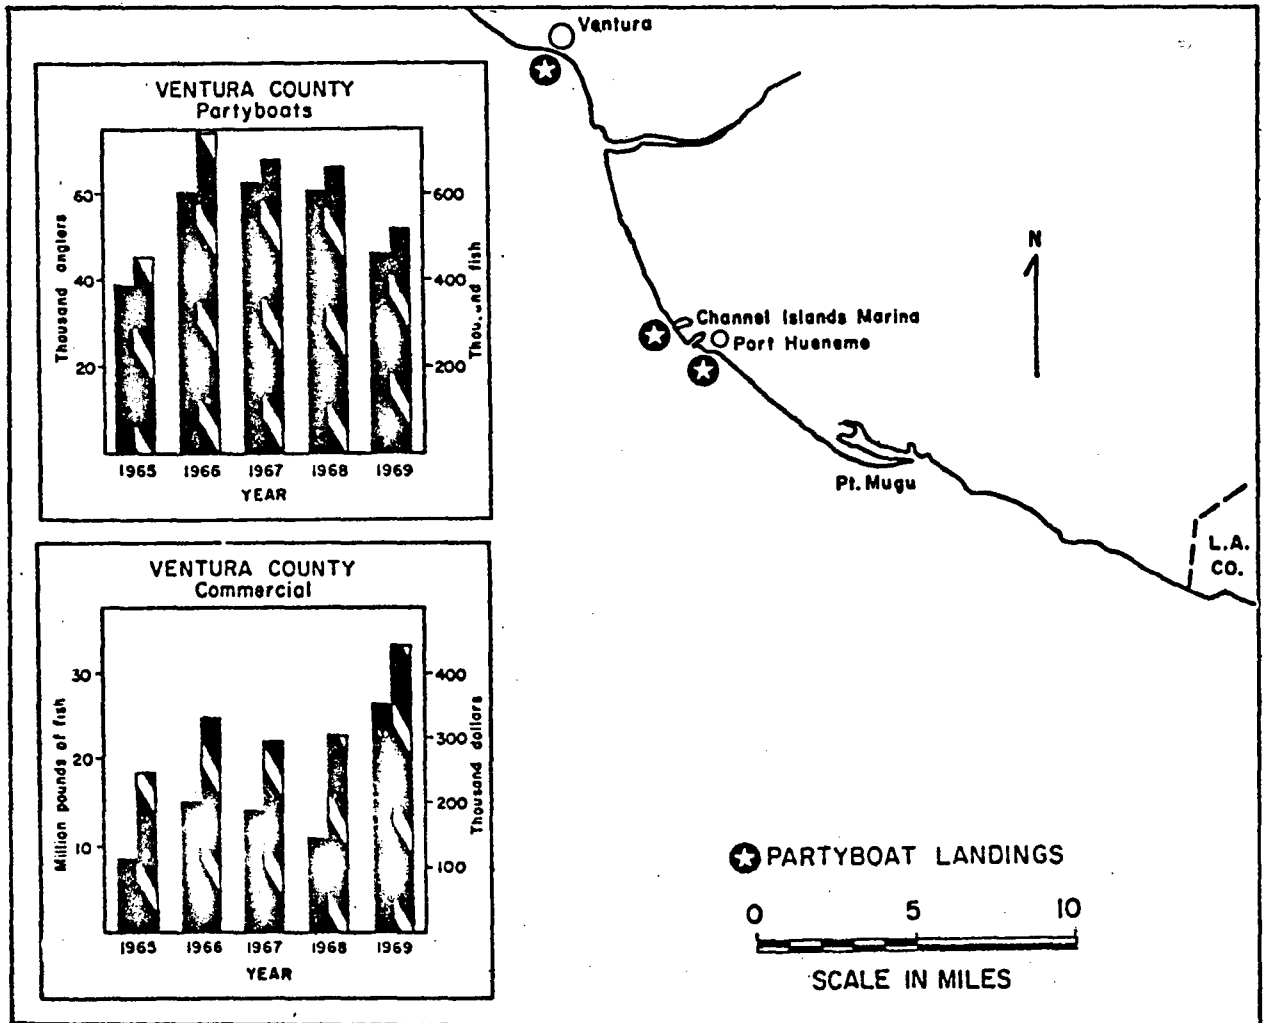 VENTURA COUNTY
Partyboats
Thousand anglers
60
40
20
600
400
200
fish
1965 1966 1967 1968 1969
YEAR
VENTURA COUNTY
Commercial
Million pounds of fish
30
20
10
400
300
200
100
Thousand dollars
1965 1966 1967 1968 1969
YEAR
Ventura
N
Channel Islands Marina
Port Hueneme
Pt. Mugu
L.A.
CO.
PARTYBOAT LANDINGS
0 5 10
SCALE IN MILES